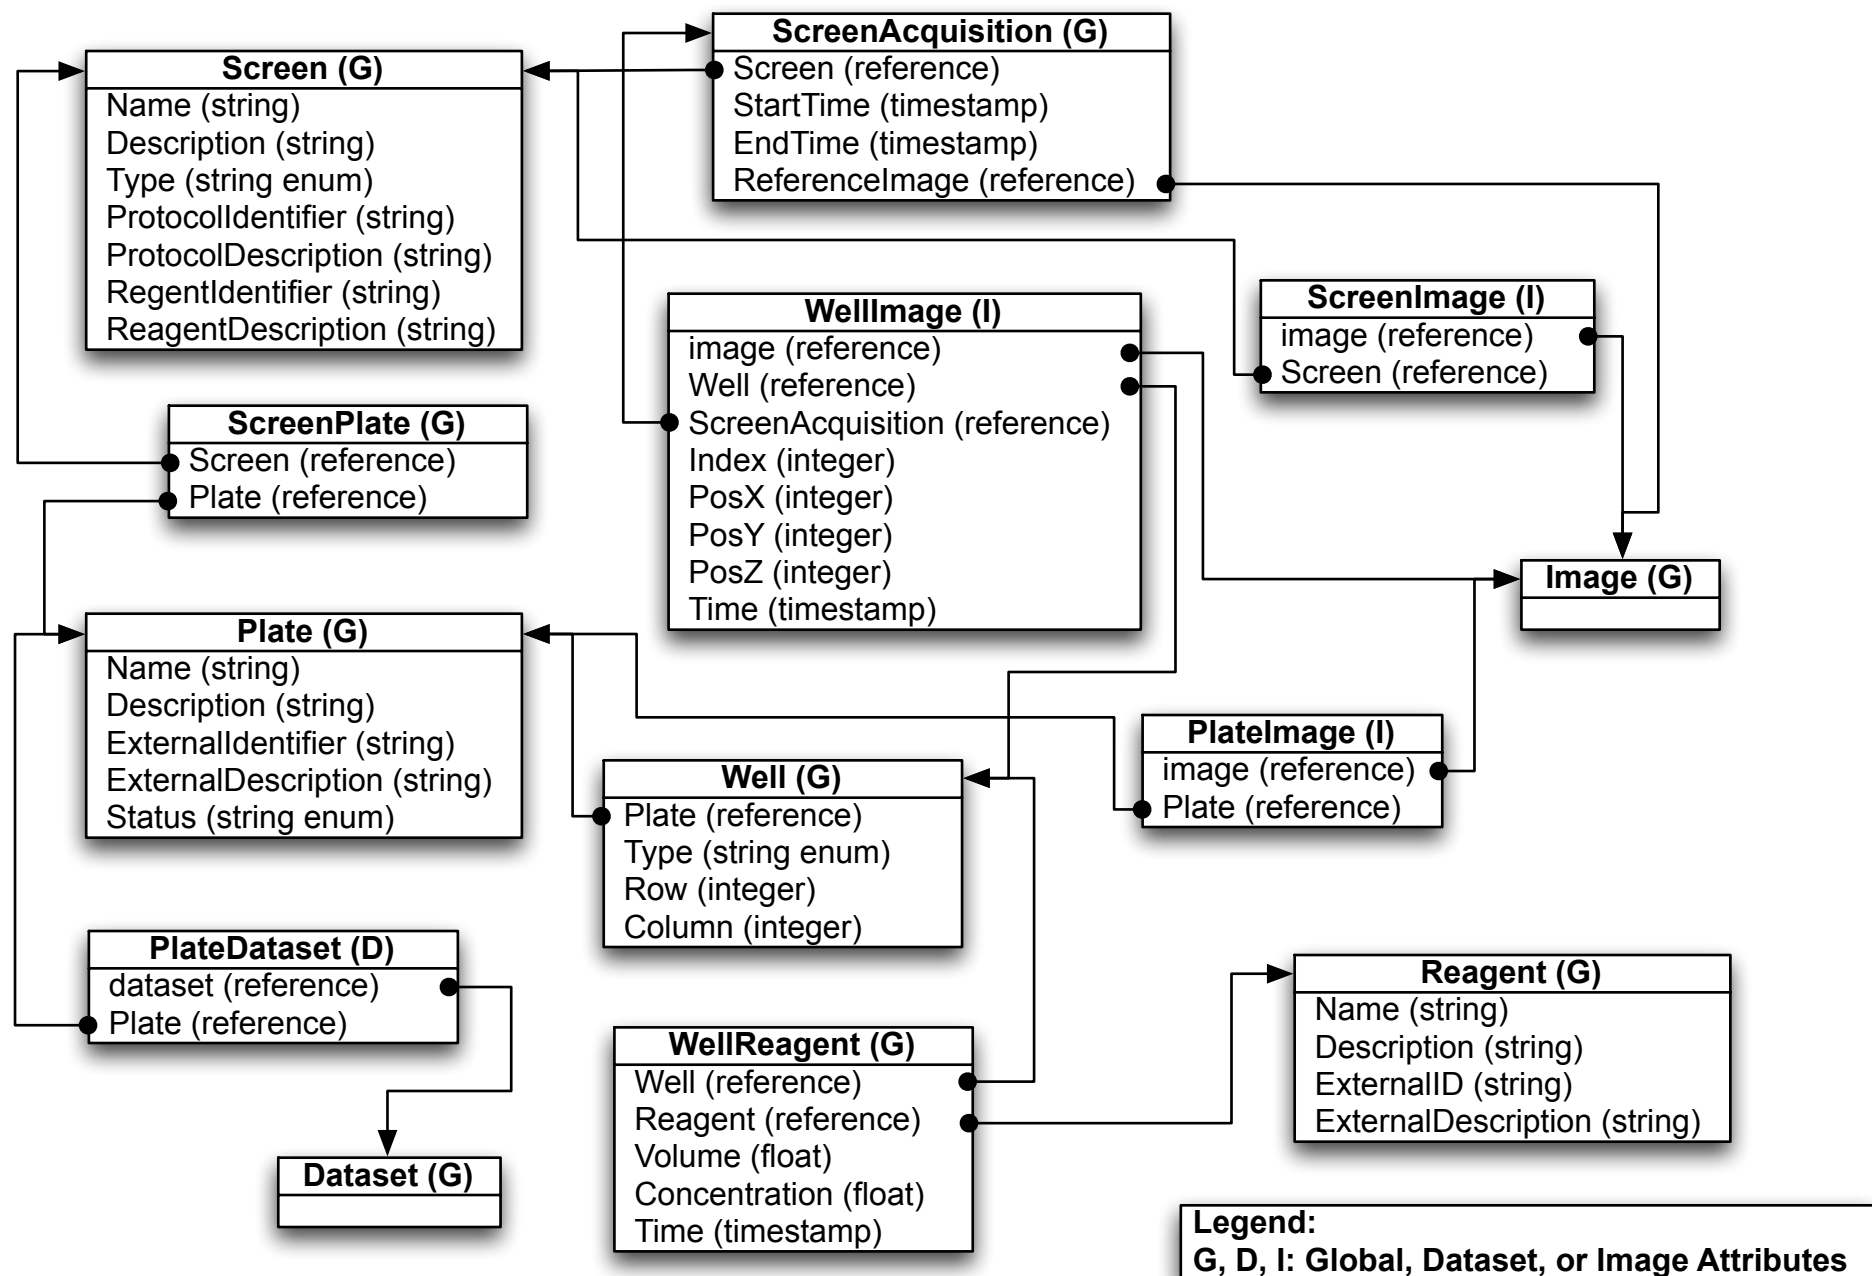 ScreenAcquisition (G)
Screen (reference)
StartTime (timestamp)
EndTime (timestamp)
ReferenceImage (reference)
Screen (G)
Name (string)
Description (string)
Type (string enum)
ProtocolIdentifier (string)
ProtocolDescription (string)
RegentIdentifier (string)
ReagentDescription (string)
WellImage (I)
image (reference)
Well (reference)
ScreenAcquisition (reference)
Index (integer)
PosX (integer)
PosY (integer)
PosZ (integer)
Time (timestamp)
ScreenImage (I)
image (reference)
Screen (reference)
ScreenPlate (G)
Screen (reference)
Plate (reference)
Image (G)
Plate (G)
Name (string)
Description (string)
ExternalIdentifier (string)
ExternalDescription (string)
Status (string enum)
PlateImage (I)
image (reference)
Plate (reference)
Well (G)
Plate (reference)
Type (string enum)
Row (integer)
Column (integer)
PlateDataset (D)
dataset (reference)
Plate (reference)
Reagent (G)
Name (string)
Description (string)
ExternalID (string)
ExternalDescription (string)
WellReagent (G)
Well (reference)
Reagent (reference)
Volume (float)
Concentration (float)
Time (timestamp)
Dataset (G)
Legend:
G, D, I: Global, Dataset, or Image Attributes